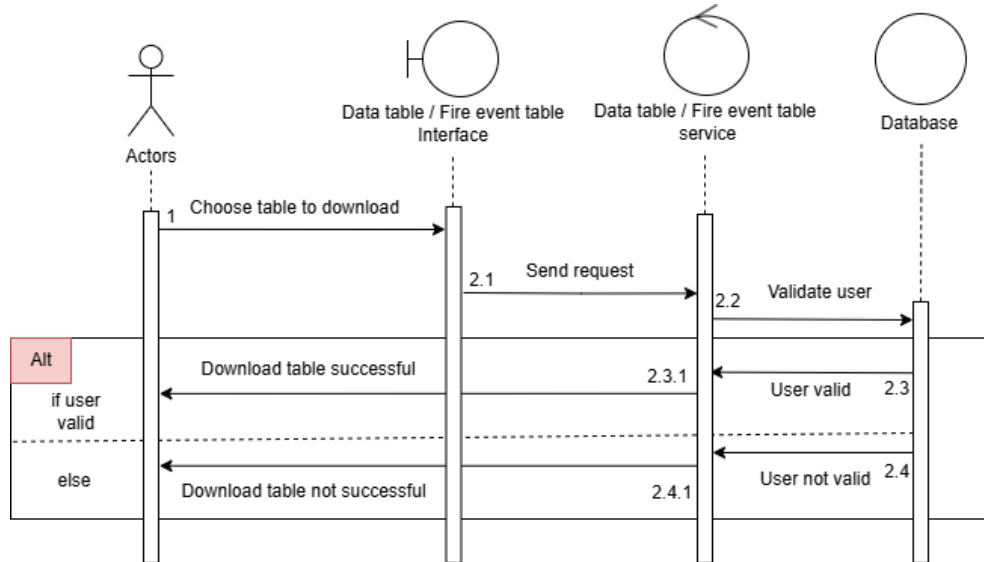 Actors
Data table / Fire event table
Interface
Data table / Fire event table
service
Database
1
Choose table to download
2.1
Send request
2.2
Validate user
Alt
if user
valid
Download table successful
2.3.1
User valid
2.3
else
Download table not successful
2.4.1
User not valid
2.4